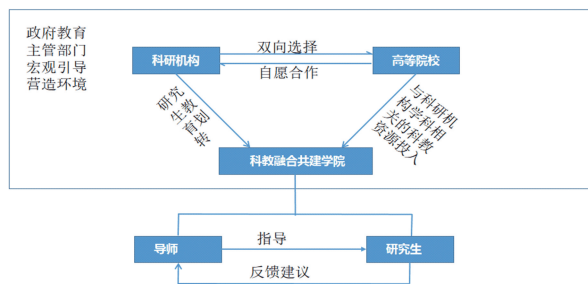 政府教育
主管部门
宏观引导
营造环境
科研机构
双向选择
自愿合作
高等院校
研究
生教
育划
转
与科研机
构学科相
关的科教
资源投入
科教融合共建学院
导师
指导
研究生
反馈建议